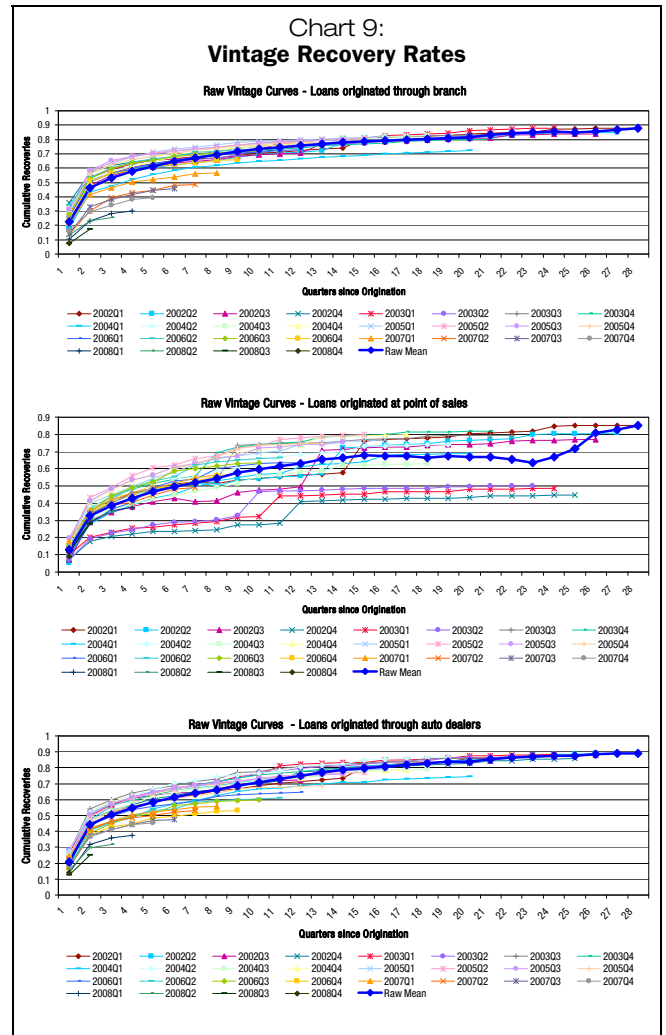 Chart 9:
Vintage Recovery Rates
Raw Vintage Curves - Loans originated through branch
Cumulative Recoveries
1
0.9
0.8
0.7
0.6
0.5
0.4
0.3
0.2
0.1
0
1 2 3 4 5 6 7 8 9 10 11 12 13 14 15 16 17 18 19 20 21 22 23 24 25 26 27 28
Quarters since Origination
2002Q1 2002Q2 2002Q3 2002Q4 2003Q1 2003Q2 2003Q3 2003Q4
2004Q1 2004Q2 2004Q3 2004Q4 2005Q1 2005Q2 2005Q3 2005Q4
2006Q1 2006Q2 2006Q3 2006Q4 2007Q1 2007Q2 2007Q3 2007Q4
2008Q1 2008Q2 2008Q3 2008Q4 Raw Mean
Raw Vintage Curves - Loans originated at point of sales
Cumulative Recoveries
0.9
0.8
0.7
0.6
0.5
0.4
0.3
0.2
0.1
0
1 2 3 4 5 6 7 8 9 10 11 12 13 14 15 16 17 18 19 20 21 22 23 24 25 26 27 28
Quarters since Origination
2002Q1 2002Q2 2002Q3 2002Q4 2003Q1 2003Q2 2003Q3 2003Q4
2004Q1 2004Q2 2004Q3 2004Q4 2005Q1 2005Q2 2005Q3 2005Q4
2006Q1 2006Q2 2006Q3 2006Q4 2007Q1 2007Q2 2007Q3 2007Q4
2008Q1 2008Q2 2008Q3 2008Q4 Raw Mean
Raw Vintage Curves - Loans originated through auto dealers
Cumulative Recoveries
1
0.9
0.8
0.7
0.6
0.5
0.4
0.3
0.2
0.1
0
1 2 3 4 5 6 7 8 9 10 11 12 13 14 15 16 17 18 19 20 21 22 23 24 25 26 27 28
Quarters since Origination
2002Q1 2002Q2 2002Q3 2002Q4 2003Q1 2003Q2 2003Q3 2003Q4
2004Q1 2004Q2 2004Q3 2004Q4 2005Q1 2005Q2 2005Q3 2005Q4
2006Q1 2006Q2 2006Q3 2006Q4 2007Q1 2007Q2 2007Q3 2007Q4
2008Q1 2008Q2 2008Q3 2008Q4 Raw Mean